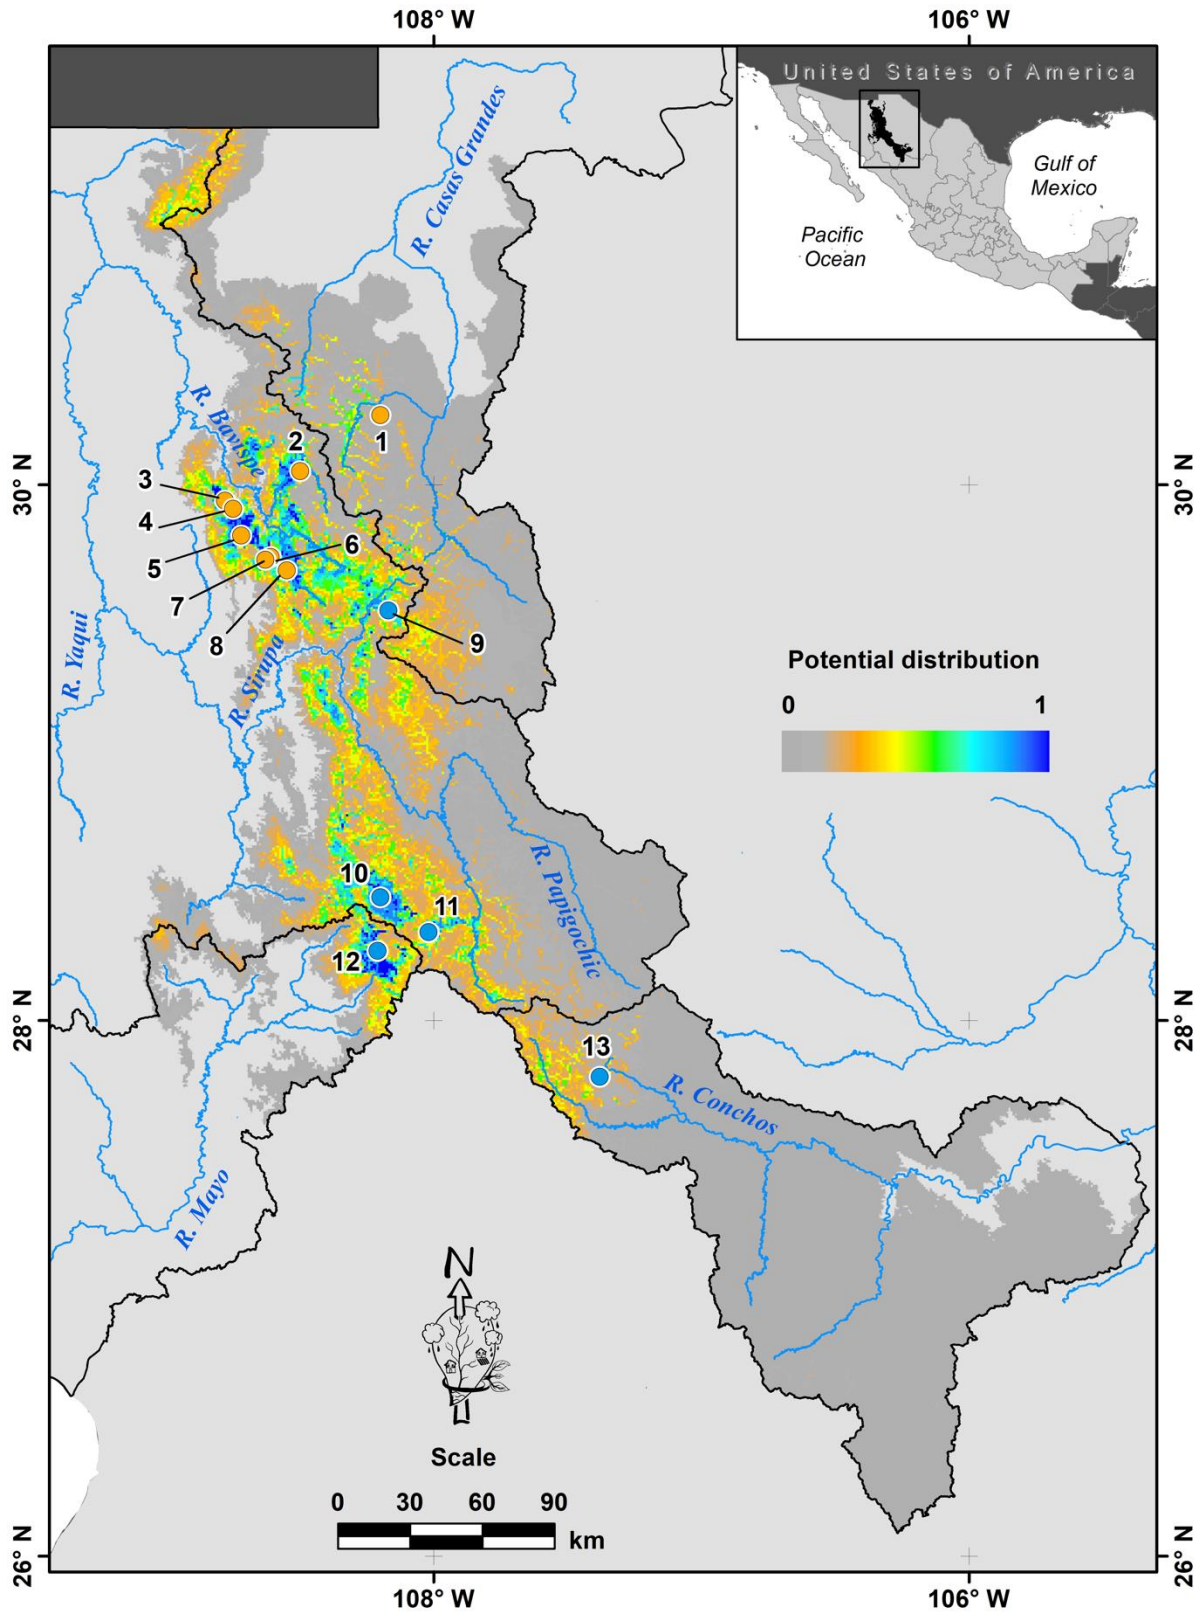 108° W
106° W
United States of America
Gulf of
Mexico
Pacific
Ocean
R. Casas Grandes
R. Bavispe
1
2
30° N
30° N
3
4
5
6
7
8
9
R. Yaqui
R. Sirupa
Potential distribution
0
1
R. Papigochic
10
11
12
28° N
28° N
13
R. Conchos
R. Mayo
N
Scale
0
30
60
90
km
26° N
26° N
108° W
106° W